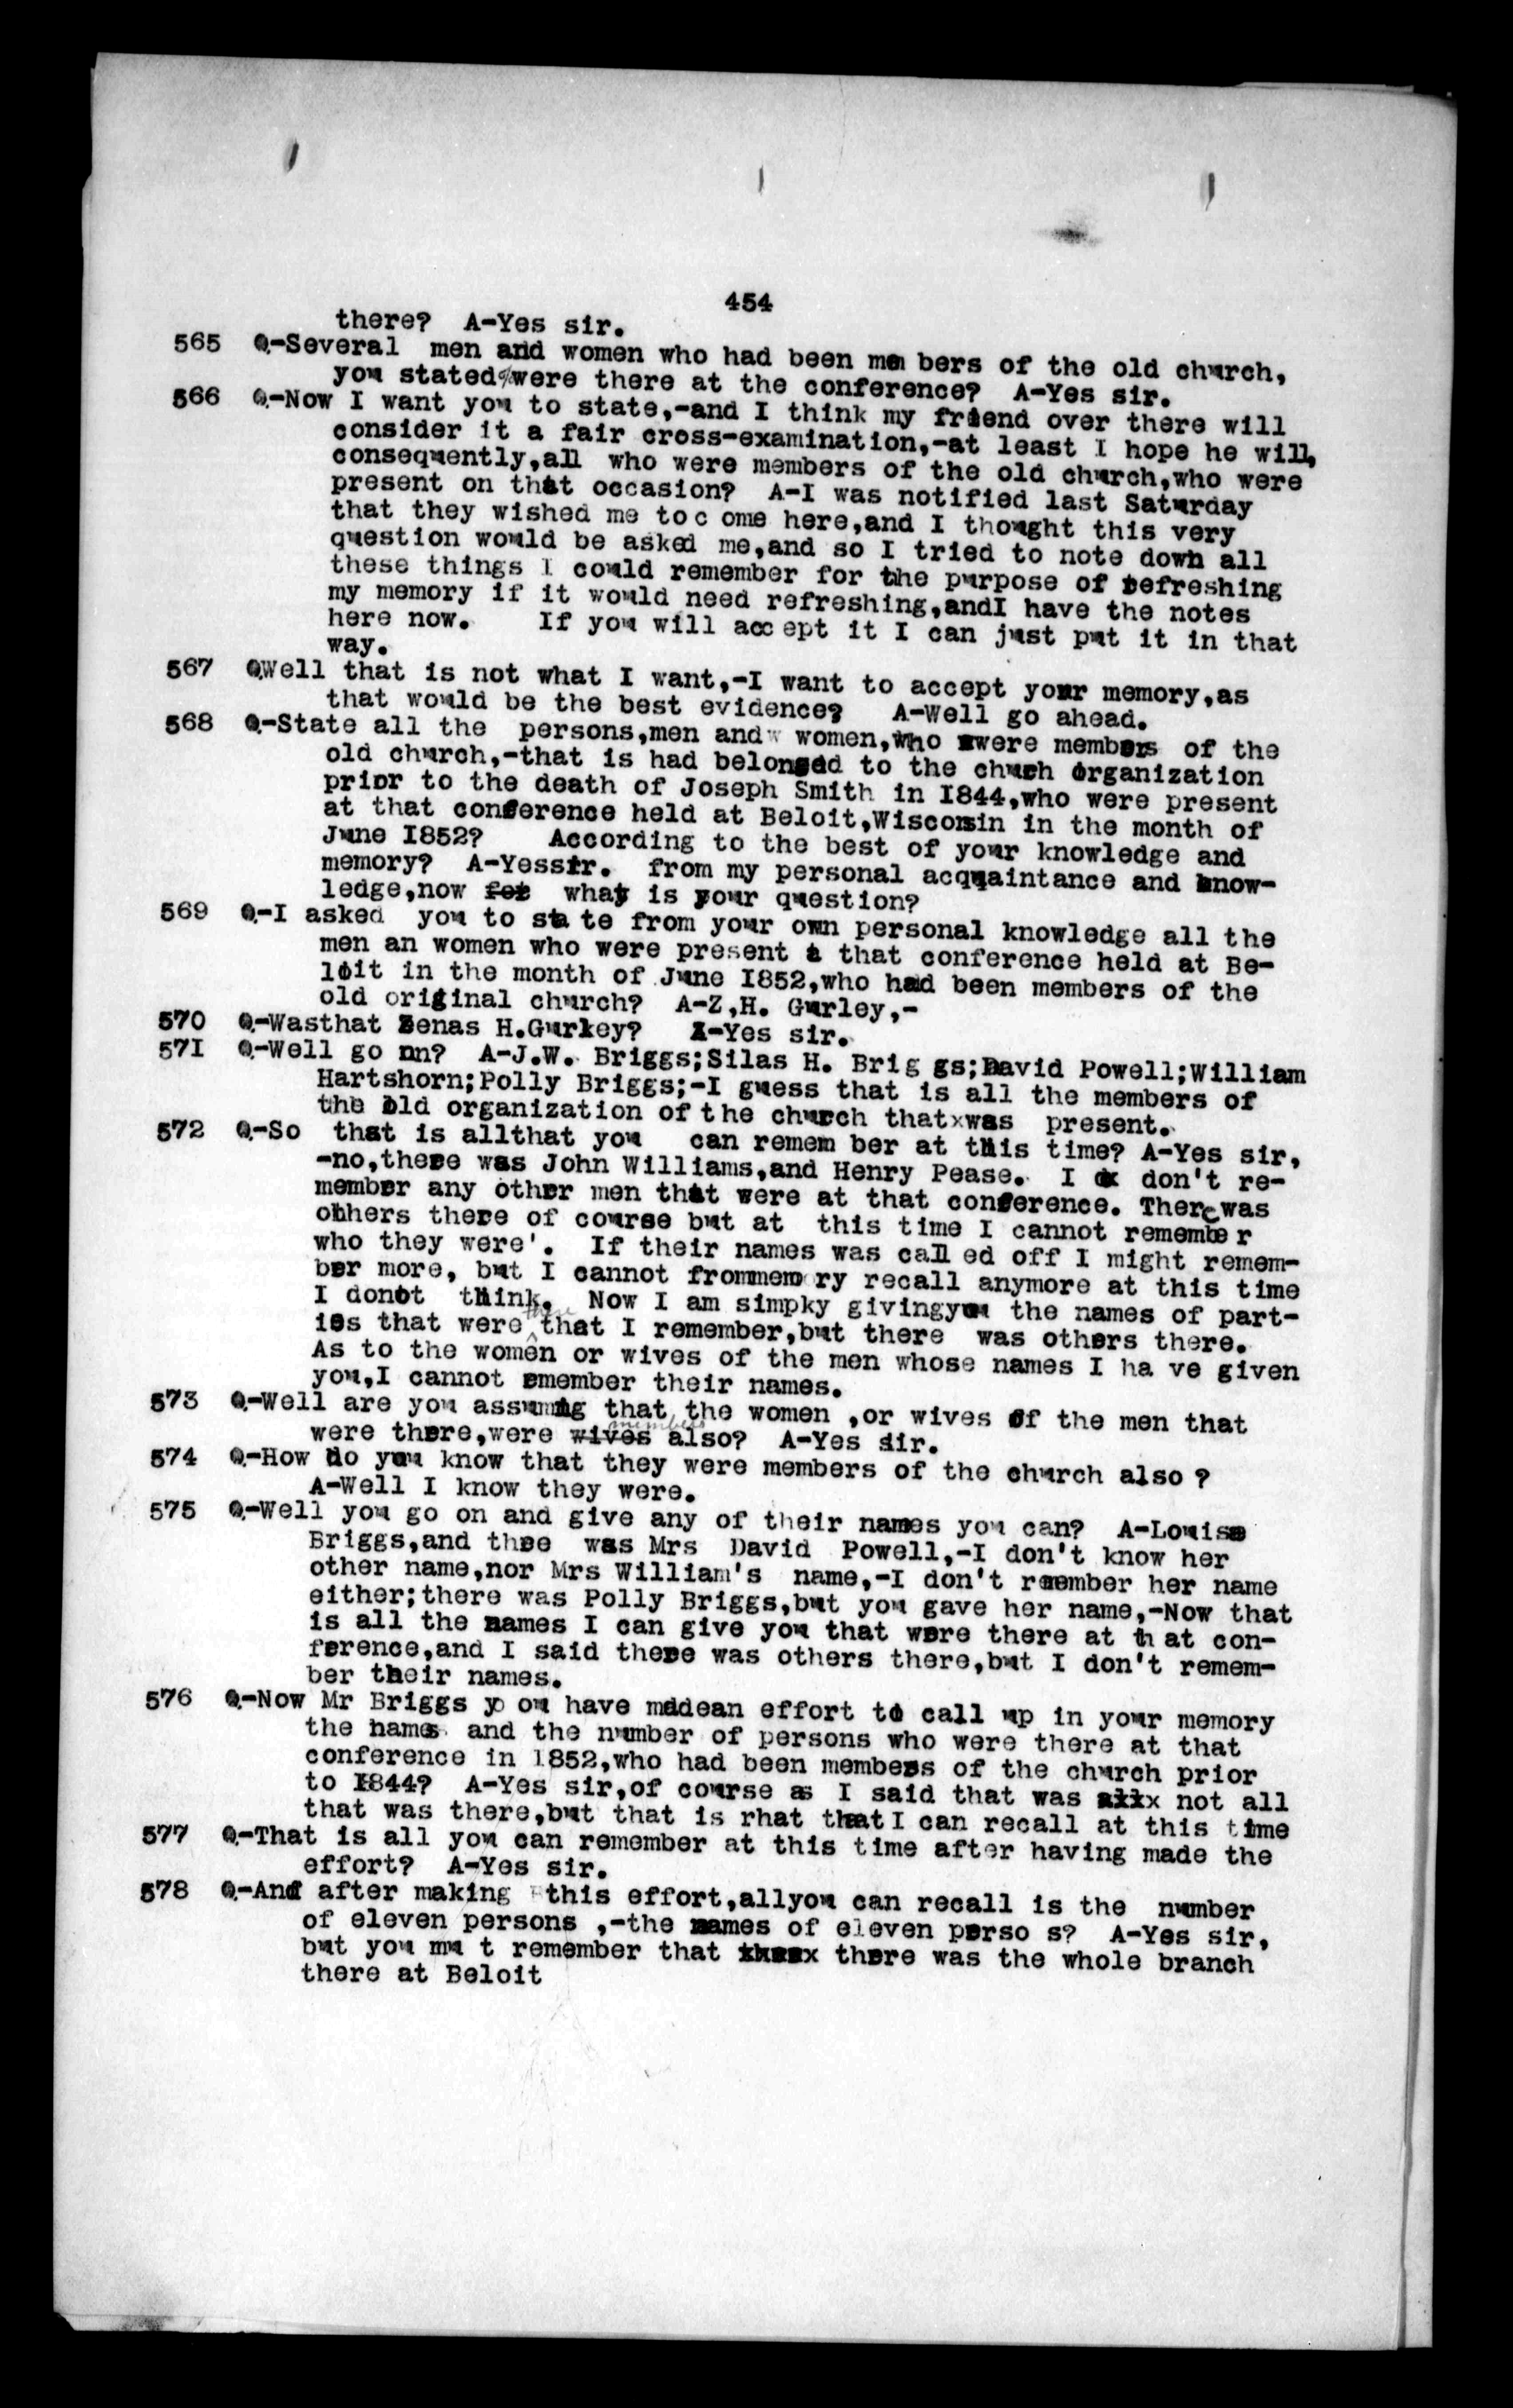 454
there? A-Yes sir.
565 Q.-Several men and women who had been mem bers of the old church,
you stated were there at the conference? A-Yes sir.
566 Q.-Now I want you to state,-and I think my friend over there will
consider it a fair cross-examination,-at least I hope he will,
consequently,all who were members of the old church,who were
present on that occasion? A-I was notified last Saturday
that they wished me toc ome here,and I thought this very
question would be asked me,and so I tried to note down all
these things I could remember for the purpose of refreshing
my memory if it would need refreshing,andI have the notes
here now. If you will acc ept it I can just put it in that
way.
567 QWell that is not what I want,-I want to accept your memory,as
that would be the best evidence? A-Well go ahead.
568 Q.-State all the persons,men and w women,who were members of the
old church,-that is had belonged to the church organization
prior to the death of Joseph Smith in I844,who were present
at that conference held at Beloit,Wisconsin in the month of
June I852? According to the best of your knowledge and
memory? A-Yessir. from my personal acquaintance and know-
ledge,now for what is your question?
569 Q.-I asked you to sta te from your own personal knowledge all the
men an women who were present a that conference held at Be-
loit in the month of June I852,who had been members of the
old original church? A-Z,H. Gurley,-
570 Q.-Wasthat Zenas H.Gurkey? A-Yes sir.
57I Q.-Well go on? A-J.W. Briggs;Silas H. Brig gs;David Powell;William
Hartshorn;Polly Briggs;-I guess that is all the members of
the old organization of the church thatxwas present.
572 Q.-So that is allthat you can remem ber at this time? A-Yes sir,
-no,there was John Williams,and Henry Pease. I don't re-
member any other men that were at that conference. There was
others there of course but at this time I cannot remembe r
who they were'. If their names was call ed off I might remem-
ber more, but I cannot frommemory recall anymore at this time
I donot think. Now I am simpky givingyou the names of part-
ies that were there that I remember,but there was others there.
As to the women or wives of the men whose names I ha ve given
you,I cannot emember their names.
573 Q.-Well are you assuming that the women ,or wives of the men that
were there,were wives members also? A-Yes sir.
574 Q.-How do you know that they were members of the church also ?
A-Well I know they were.
575 Q.-Well you go on and give any of their names you can? A-Louise
Briggs,and three was Mrs David Powell,-I don't know her
other name,nor Mrs William's name,-I don't remember her name
either;there was Polly Briggs,but you gave her name,-Now that
is all the names I can give you that were there at th at con-
ference,and I said there was others there,but I don't remem-
ber their names.
576 Q.-Now Mr Briggs y ou have madean effort to call up in your memory
the names and the number of persons who were there at that
conference in 1852,who had been members of the church prior
to I844? A-Yes sir,of course as I said that was allx not all
that was there,but that is rhat that I can recall at this time
577 Q.-That is all you can remember at this time after having made the
effort? A-Yes sir.
578 Q.-And after making this effort,allyou can recall is the number
of eleven persons ,-the names of eleven perso s? A-Yes sir,
but you mu t remember that there was the whole branch
there at Beloit